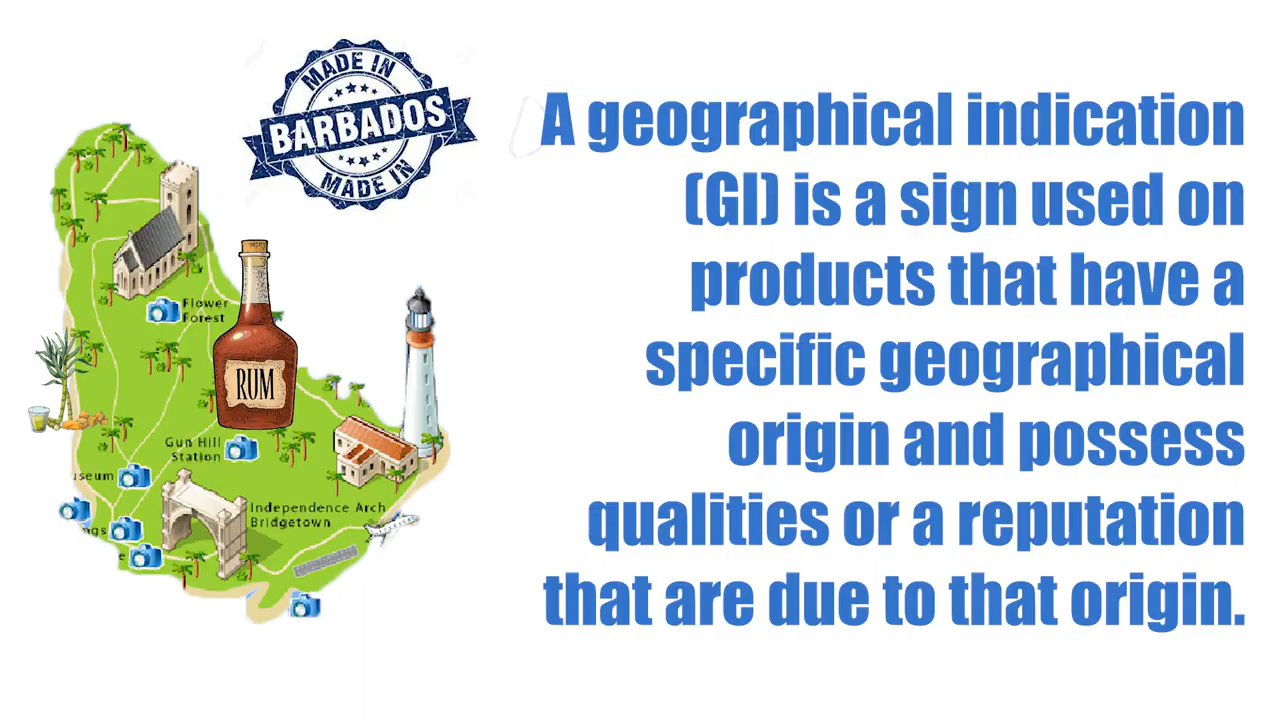 MADE IN
BARBADOS
MADE IN
A geographical indication
(GI) is a sign used on
products that have a
specific geographical
origin and possess
qualities or a reputation
that are due to that origin.
Flower
Forest
RUM
Gun Hill
Station
Independence Arch
Bridgetown